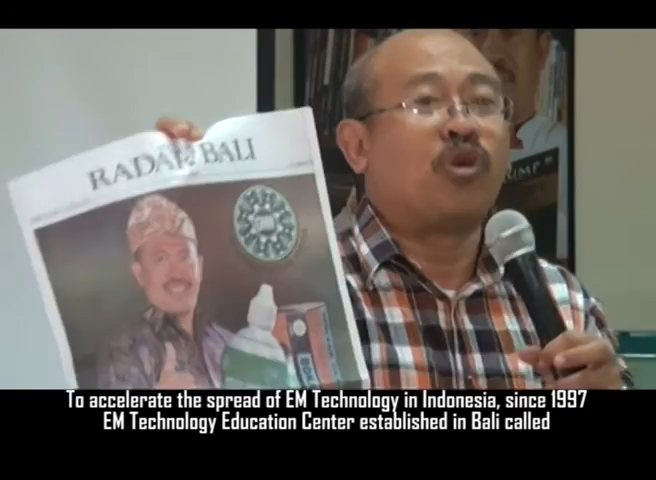 RADAR BALI
To accelerate the spread of EM Technology in Indonesia, since 1997
EM Technology Education Center established in Bali called